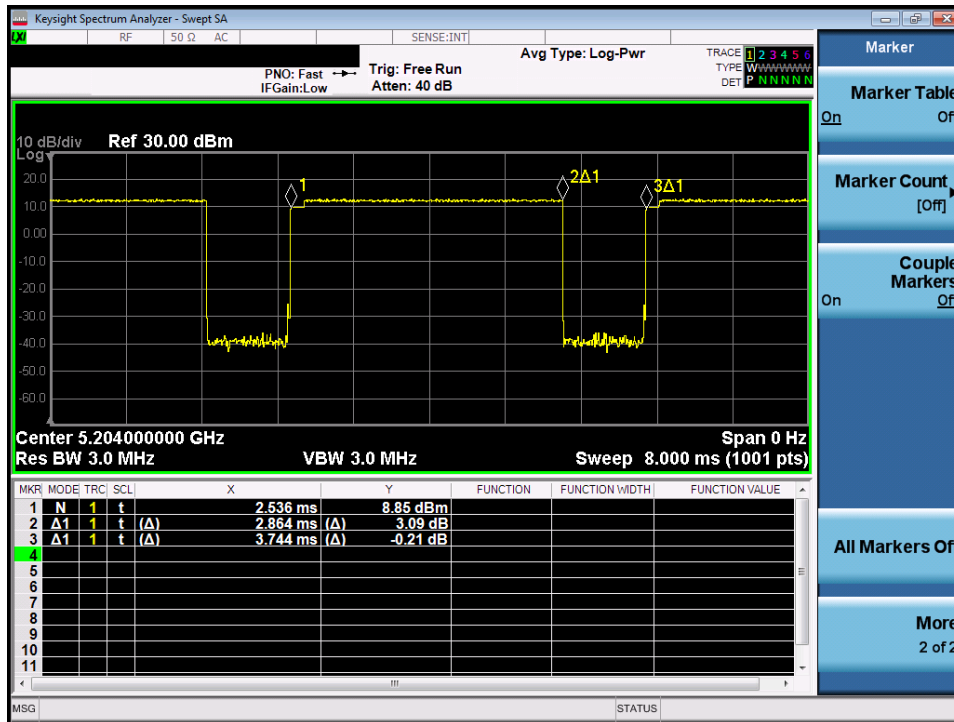 Keysight Spectrum Analyzer - Swept SA
LXI
RF 50 Ω AC SENSE:INT
Avg Type: Log-Pwr
TRACE 1 2 3 4 5 6
PNO: Fast Trig: Free Run
TYPE WWWWWW
IFGain:Low Atten: 40 dB
DET P N N N N N
10 dB/div Ref 30.00 dBm
Log
20.0
10.0
0.00
-10.0
-20.0
-30.0
-40.0
-50.0
-60.0
1
2Δ1
3Δ1
Center 5.204000000 GHz Span 0 Hz
Res BW 3.0 MHz VBW 3.0 MHz Sweep 8.000 ms (1001 pts)
MKR MODE TRC SCL X Y FUNCTION FUNCTION WIDTH FUNCTION VALUE
1 N 1 t 2.536 ms 8.85 dBm
2 Δ1 1 t (Δ) 2.864 ms (Δ) 3.09 dB
3 Δ1 1 t (Δ) 3.744 ms (Δ) -0.21 dB
4
5
6
7
8
9
10
11
MSG STATUS
Marker
Marker Table
On Of
Marker Count
[Off]
Couple
Markers
On Of
All Markers Of
More
2 of 2